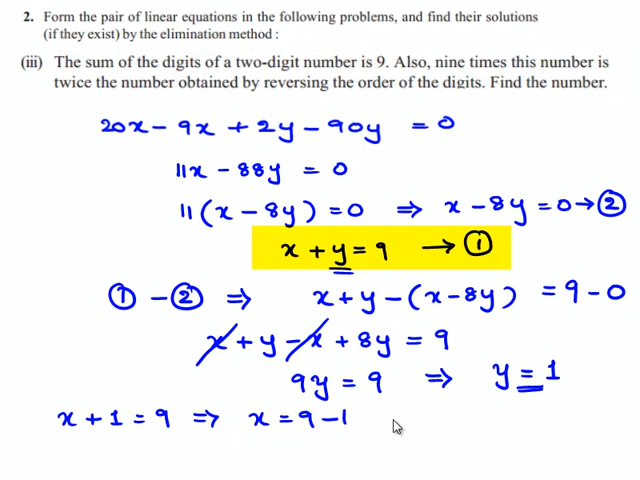 2. Form the pair of linear equations in the following problems, and find their solutions
(if they exist) by the elimination method :
(iii) The sum of the digits of a two-digit number is 9. Also, nine times this number is
twice the number obtained by reversing the order of the digits. Find the number.
20x - 9x + 2y - 90y = 0
11x - 88y = 0
11(x - 8y) = 0 ⇒ x - 8y = 0 → ②
x + y = 9 → ①
① - ② ⇒ x + y - (x - 8y) = 9 - 0
x + y - x + 8y = 9
9y = 9 ⇒ y = 1
x + 1 = 9 ⇒ x = 9 - 1